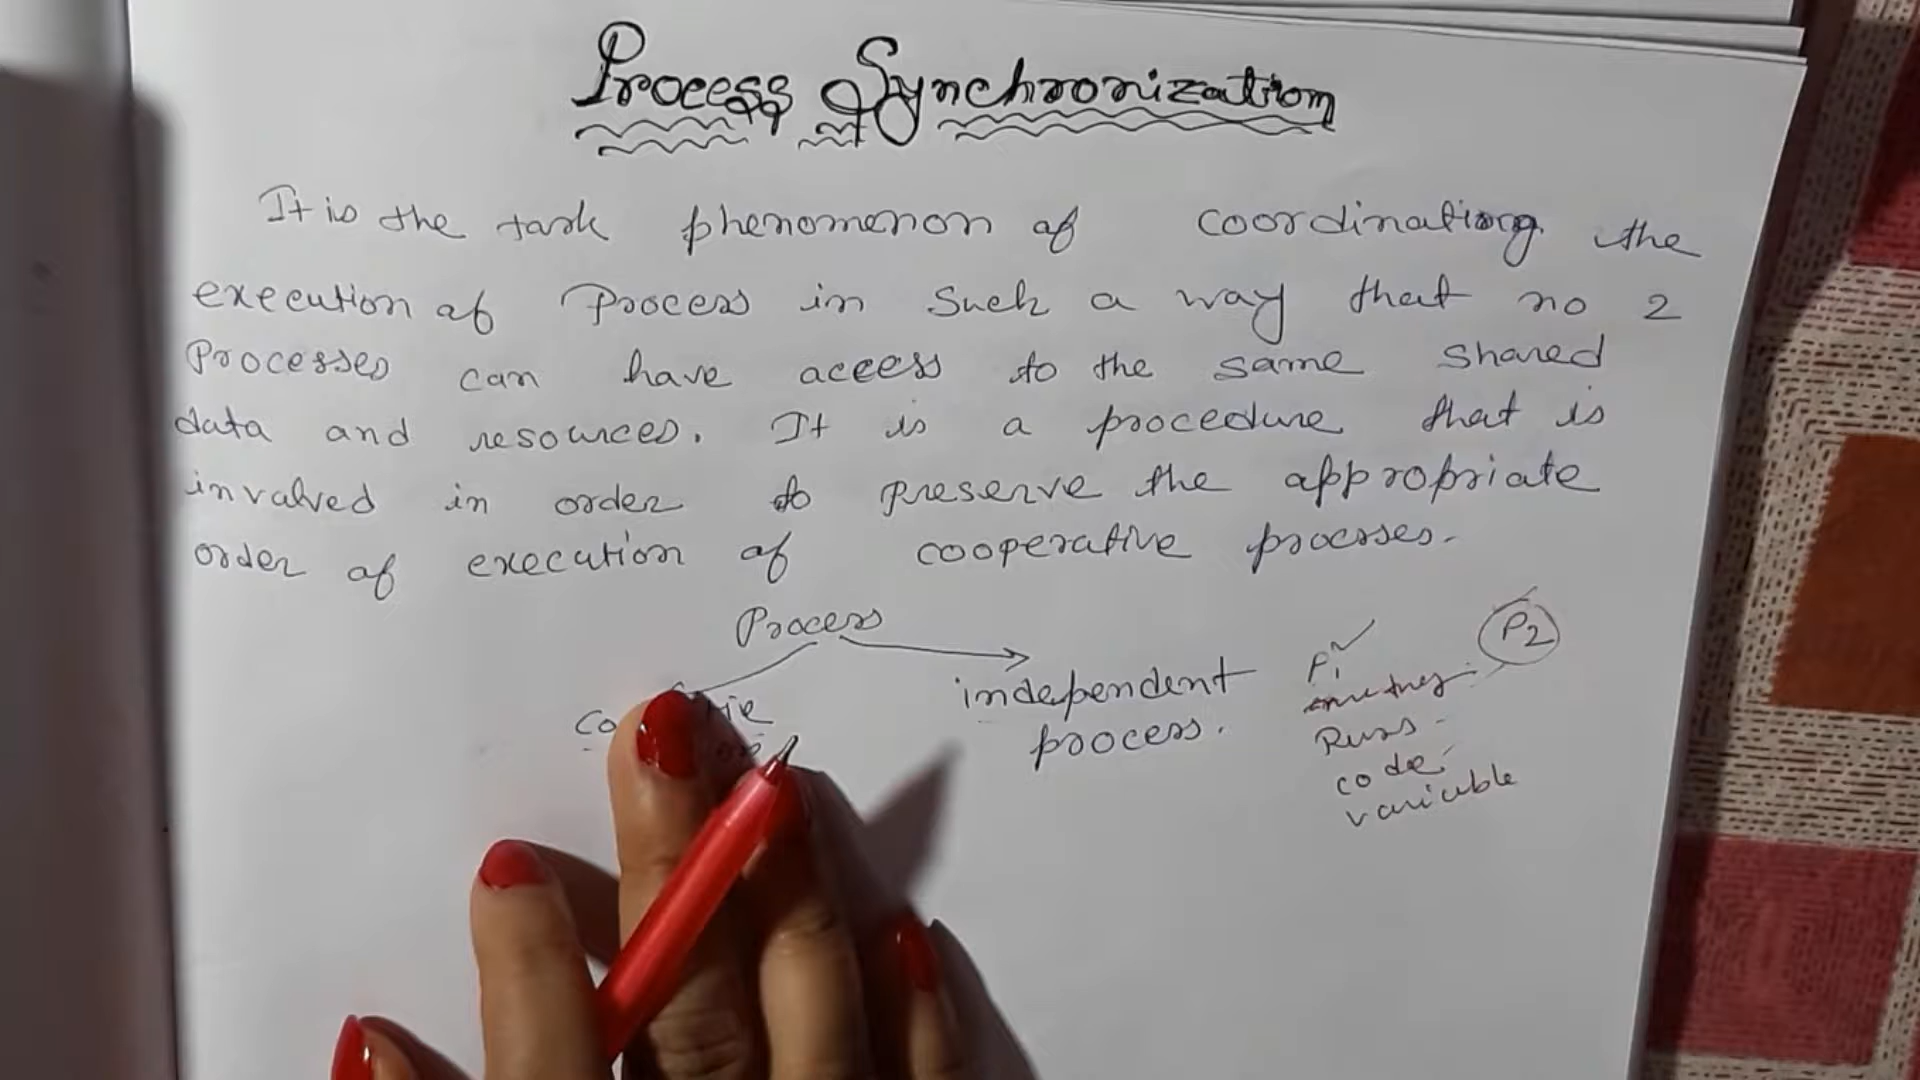 Process Synchronization
It is the task phenomenon of coordinationg the
execution of Process in such a way that no 2
Processes can have access to the same shared
data and resources. It is a procedure that is
involved in order to preserve the appropriate
order of execution of cooperative processes.
Process
independent
process.
P1 P2
Runs
code
variable